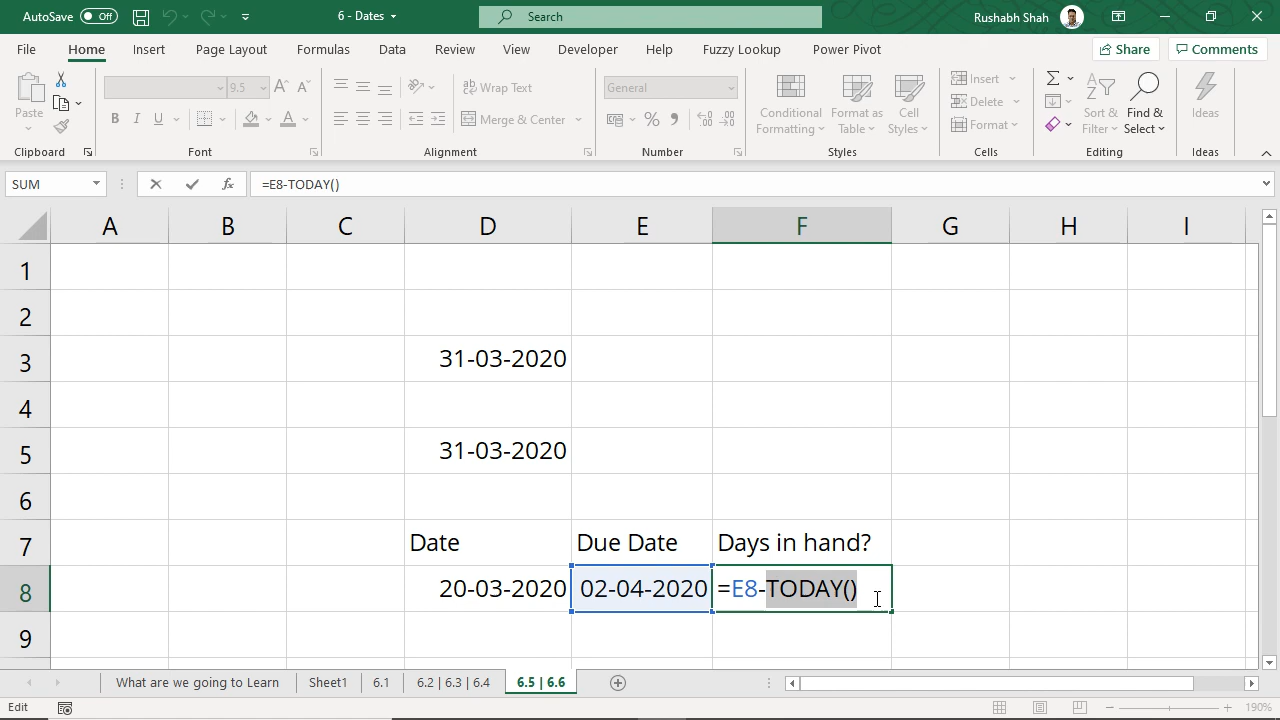 AutoSave Off 6 - Dates Search Rushabh Shah
File Home Insert Page Layout Formulas Data Review View Developer Help Fuzzy Lookup Power Pivot Share Comments
Paste
Clipboard
9.5
B I U A
Font
Wrap Text
Merge & Center
Alignment
General
Number
Conditional Formatting
Format as Table
Cell Styles
Styles
Insert
Delete
Format
Cells
Sort & Filter
Find & Select
Editing
Ideas
Ideas
SUM fx =E8-TODAY()
A B C D E F G H I
1
2
3 31-03-2020
4
5 31-03-2020
6
7 Date Due Date Days in hand?
8 20-03-2020 02-04-2020 =E8-TODAY()
9
What are we going to Learn Sheet1 6.1 6.2 | 6.3 | 6.4 6.5 | 6.6
Edit 190%